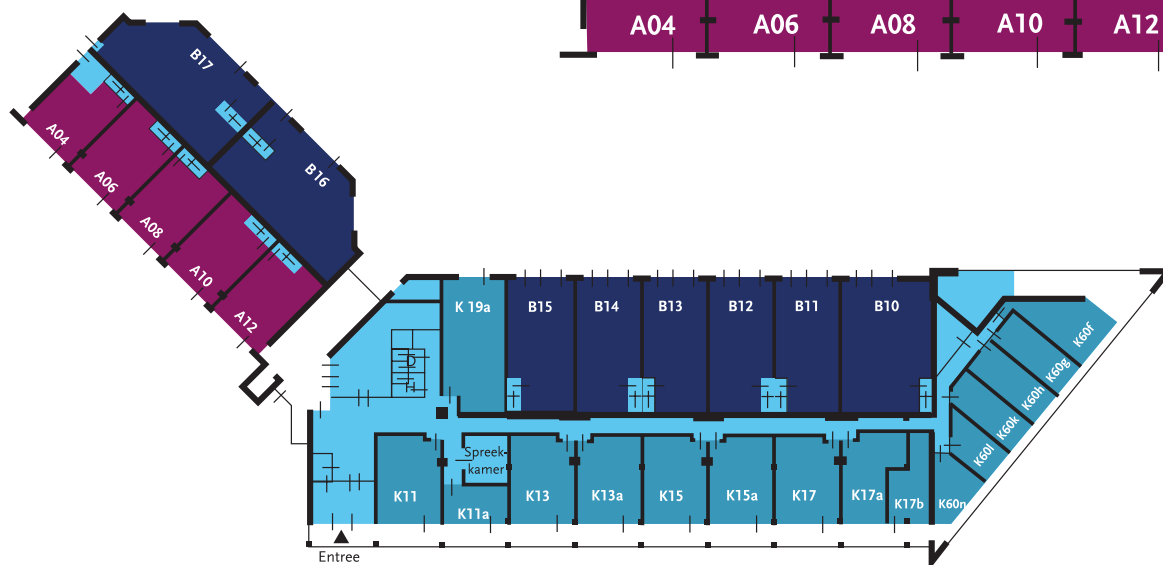 A04 A06 A08 A10 A12
B17
B16
A04
A06
A08
A10
A12
K 19a B15 B14 B13 B12 B11 B10
K60f
K60g
K60h
K60k
K60l
K60n
Spreek-
kamer
K11 K11a K13 K13a K15 K15a K17 K17a K17b
Entree